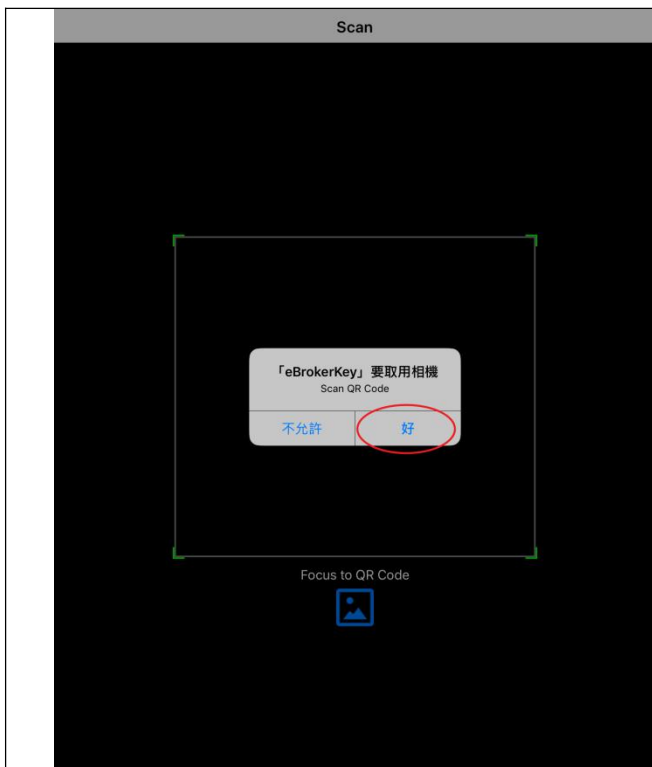 Scan
「eBrokerKey」要取用相機
Scan QR Code
不允許 好
Focus to QR Code